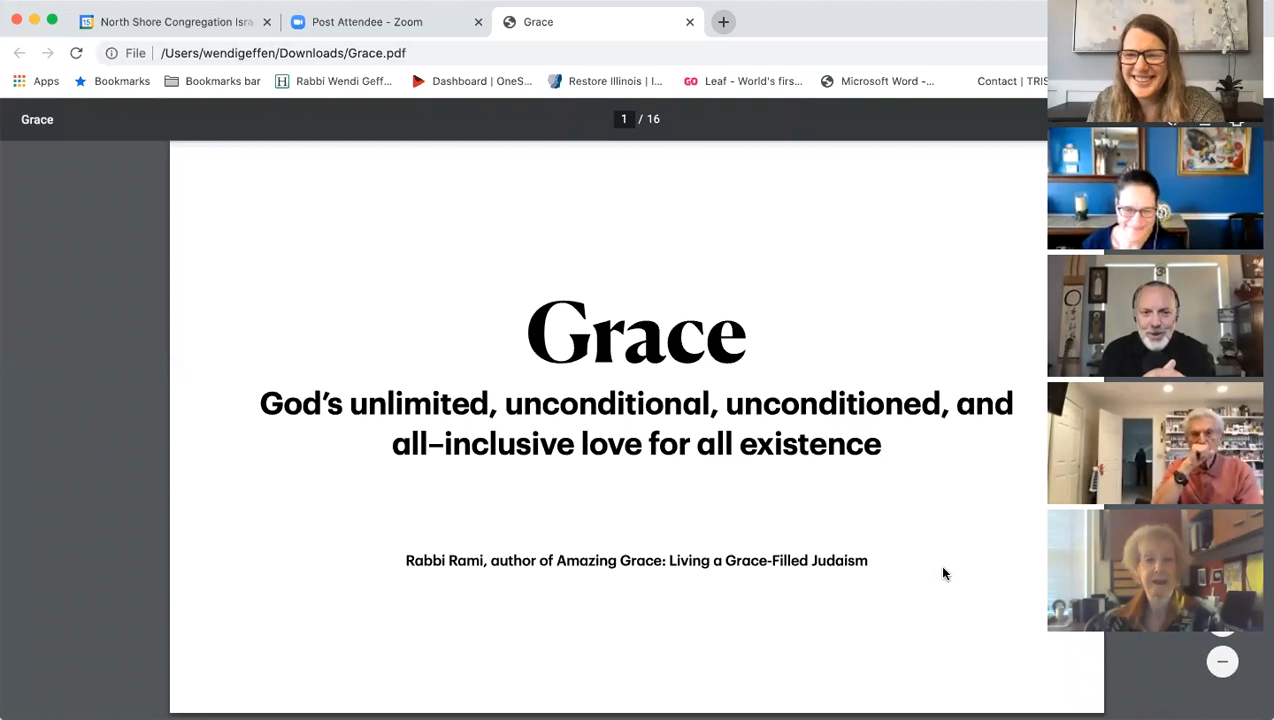 North Shore Congregation Isra
Post Attendee - Zoom
Grace
File
/Users/wendigeffen/Downloads/Grace.pdf
Apps
Bookmarks
Bookmarks bar
Rabbi Wendi Geff...
Dashboard | OneS...
Restore Illinois | I...
GO
Leaf - World's firs...
Microsoft Word -...
Contact | TRIS
Grace
1 / 16
Grace
God's unlimited, unconditional, unconditioned, and
all–inclusive love for all existence
Rabbi Rami, author of Amazing Grace: Living a Grace-Filled Judaism